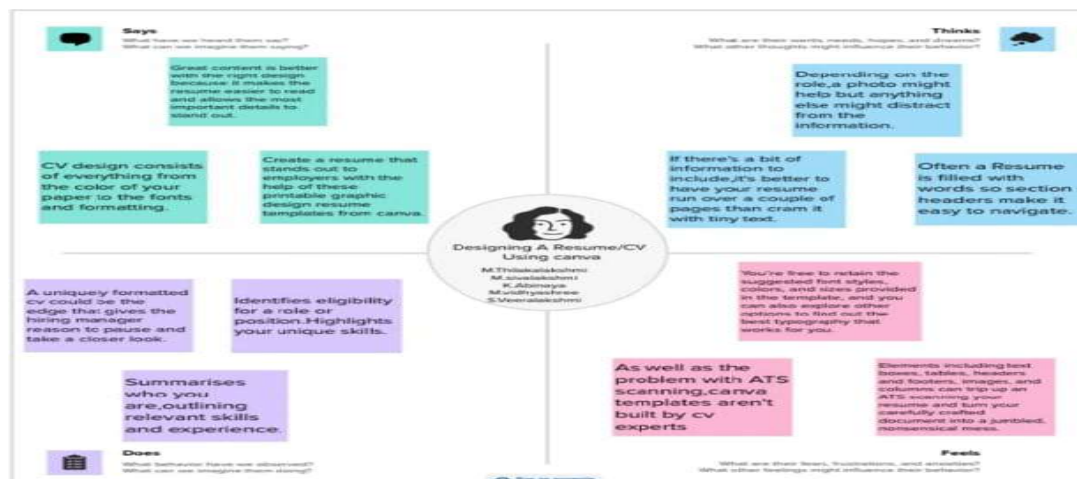 Says
What have we heard them say?
What can we imagine them saying?
Great content is better
with the right design
because it makes the
resume easier to read
and allows the most
important details to
stand out.
CV design consists
of everything from
the color of your
paper to the fonts
and formatting.
Create a resume that
stands out to
employers with the
help of these
printable graphic
design resume
templates from canva.
Thinks
What are their wants, needs, hopes, and dreams?
What other thoughts might influence their behavior?
Depending on the
role,a photo might
help but anything
else might distract
from the
information.
If there's a bit of
information to
include,it's better to
have your resume
run over a couple of
pages than cram it
with tiny text.
Often a Resume
is filled with
words so section
headers make it
easy to navigate.
Designing A Resume/CV
Using canva
M.Thilakalakshmi
M.sivalakshmi
K.Abinaya
M.vidhyashree
S.Veeralakshmi
A uniquely formatted
cv could be the
edge that gives the
hiring manager
reason to pause and
take a closer look.
Identifies eligibility
for a role or
position.Highlights
your unique skills.
Summarises
who you
are,outlining
relevant skills
and experience.
Does
What behavior have we observed?
What can we imagine them doing?
You're free to retain the
suggested font styles,
colors, and sizes provided
in the template, and you
can also explore other
options to find out the
best typography that
works for you.
As well as the
problem with ATS
scanning,canva
templates aren't
built by cv
experts
Elements including text
boxes, tables, headers
and footers, images, and
columns can trip up an
ATS scanning your
resume and turn your
carefully crafted
document into a jumbled,
nonsensical mess.
Feels
What are their fears, frustrations, and anxieties?
What other feelings might influence their behavior?